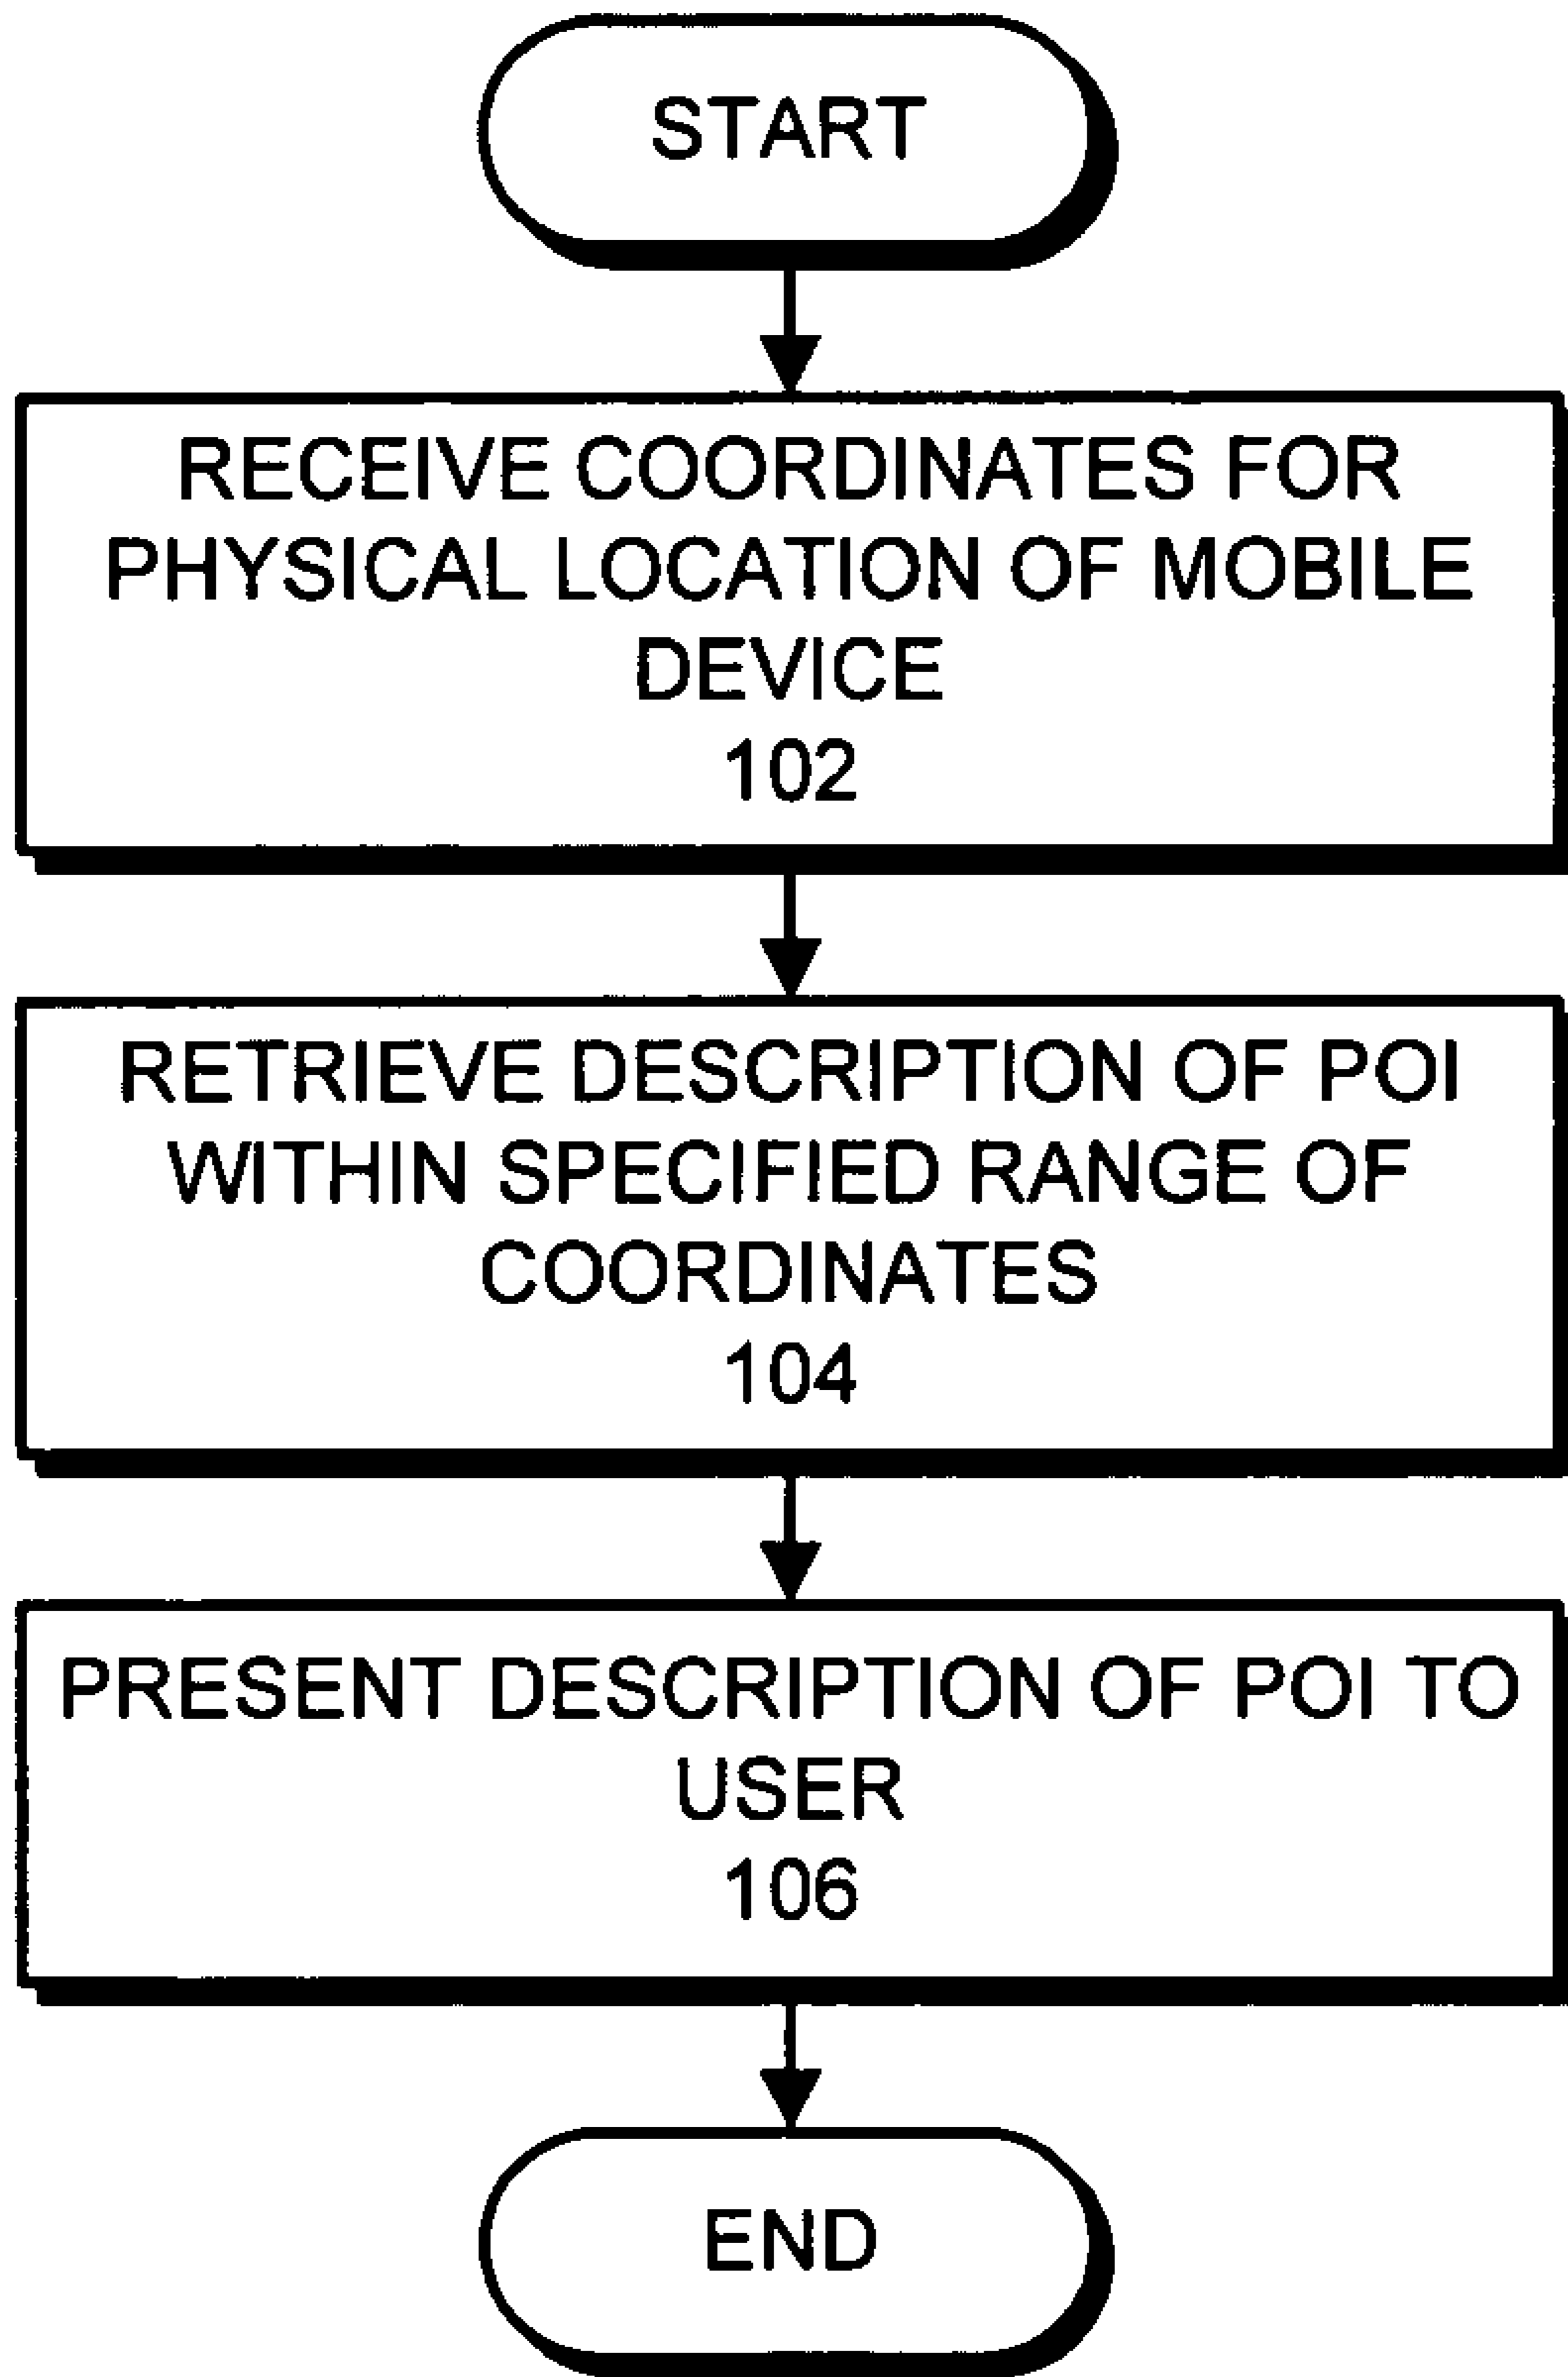 START
RECEIVE COORDINATES FOR
PHYSICAL LOCATION OF MOBILE
DEVICE
102
RETRIEVE DESCRIPTION OF POI
WITHIN SPECIFIED RANGE OF
COORDINATES
104
PRESENT DESCRIPTION OF POI TO
USER
106
END